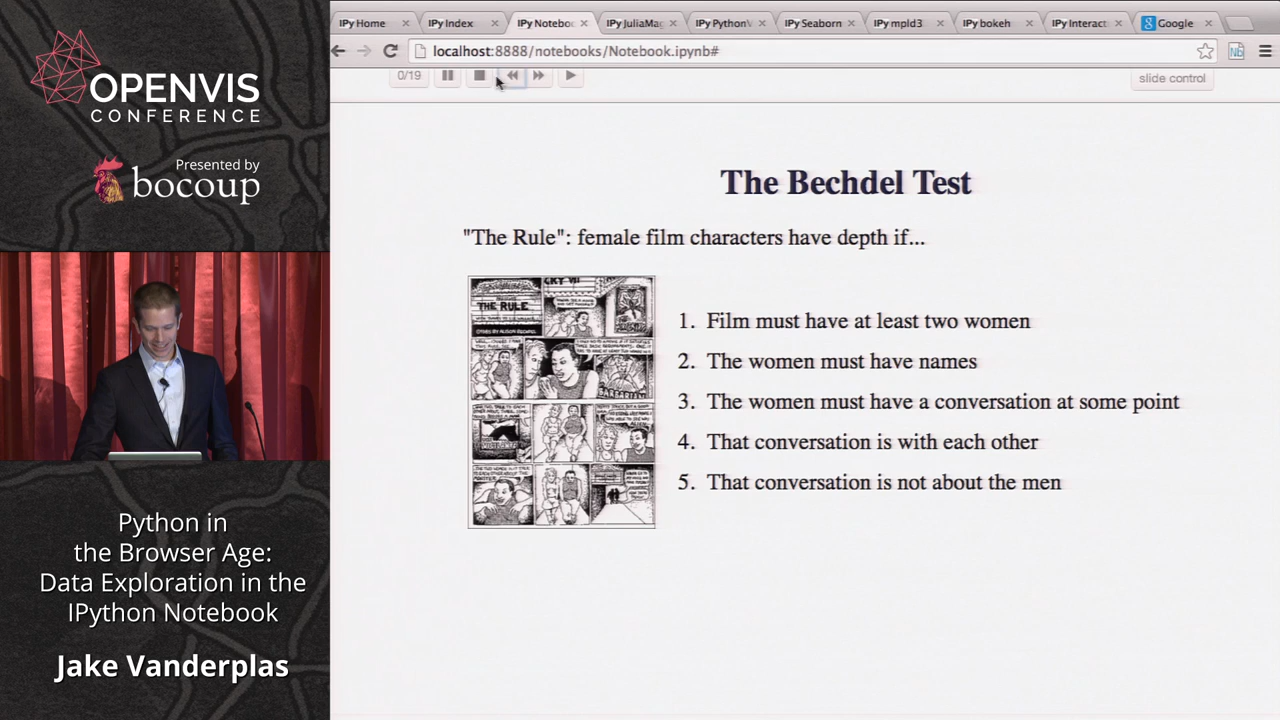 OPENVIS
CONFERENCE
Presented by
bocoup
Python in
the Browser Age:
Data Exploration in the
IPython Notebook
Jake Vanderplas
IPy Home
IPy Index
IPy Noteboo
IPy JuliaMag
IPy PythonV
IPy Seaborn
IPy mpld3
IPy bokeh
IPy Interact
Google
localhost:8888/notebooks/Notebook.ipynb#
0/19
slide control
The Bechdel Test
"The Rule": female film characters have depth if...
THE RULE
1. Film must have at least two women
2. The women must have names
3. The women must have a conversation at some point
4. That conversation is with each other
5. That conversation is not about the men